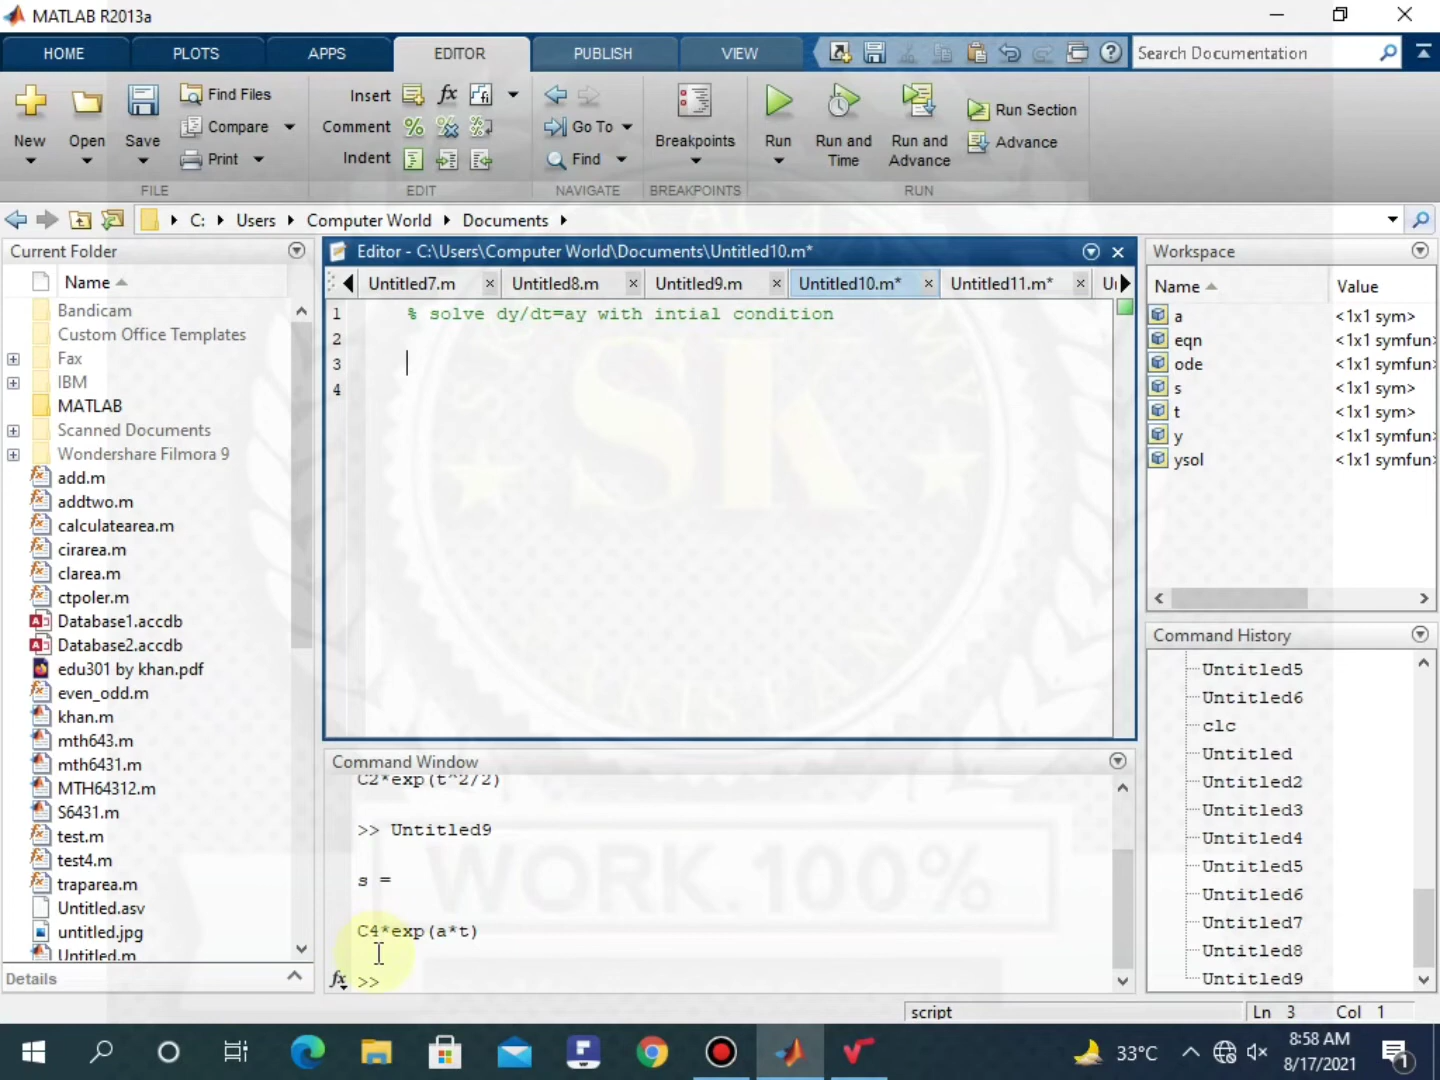 MATLAB R2013a
HOME PLOTS APPS EDITOR PUBLISH VIEW Search Documentation
New Open Save Find Files Compare Print FILE
Insert Comment Indent EDIT
Go To Find NAVIGATE
Breakpoints BREAKPOINTS
Run Run and Time Run and Advance Run Section Advance RUN
C: Users Computer World Documents
Current Folder
Name
Bandicam
Custom Office Templates
Fax
IBM
MATLAB
Scanned Documents
Wondershare Filmora 9
add.m
addtwo.m
calculatearea.m
cirarea.m
clarea.m
ctpoler.m
Database1.accdb
Database2.accdb
edu301 by khan.pdf
even_odd.m
khan.m
mth643.m
mth6431.m
MTH64312.m
S6431.m
test.m
test4.m
traparea.m
Untitled.asv
untitled.jpg
Untitled.m
Details
Editor - C:\Users\Computer World\Documents\Untitled10.m*
Untitled7.m Untitled8.m Untitled9.m Untitled10.m* Untitled11.m*
1 % solve dy/dt=ay with intial condition
2
3
4
SK
Command Window
C2*exp(t^2/2)
>> Untitled9
s =
C4*exp(a*t)
fx >>
WORK.100%
Workspace
Name Value
a <1x1 sym>
eqn <1x1 symfun>
ode <1x1 symfun>
s <1x1 sym>
t <1x1 sym>
y <1x1 symfun>
ysol <1x1 symfun>
Command History
Untitled5
Untitled6
clc
Untitled
Untitled2
Untitled3
Untitled4
Untitled5
Untitled6
Untitled7
Untitled8
Untitled9
script Ln 3 Col 1
33°C 8:58 AM
8/17/2021
1